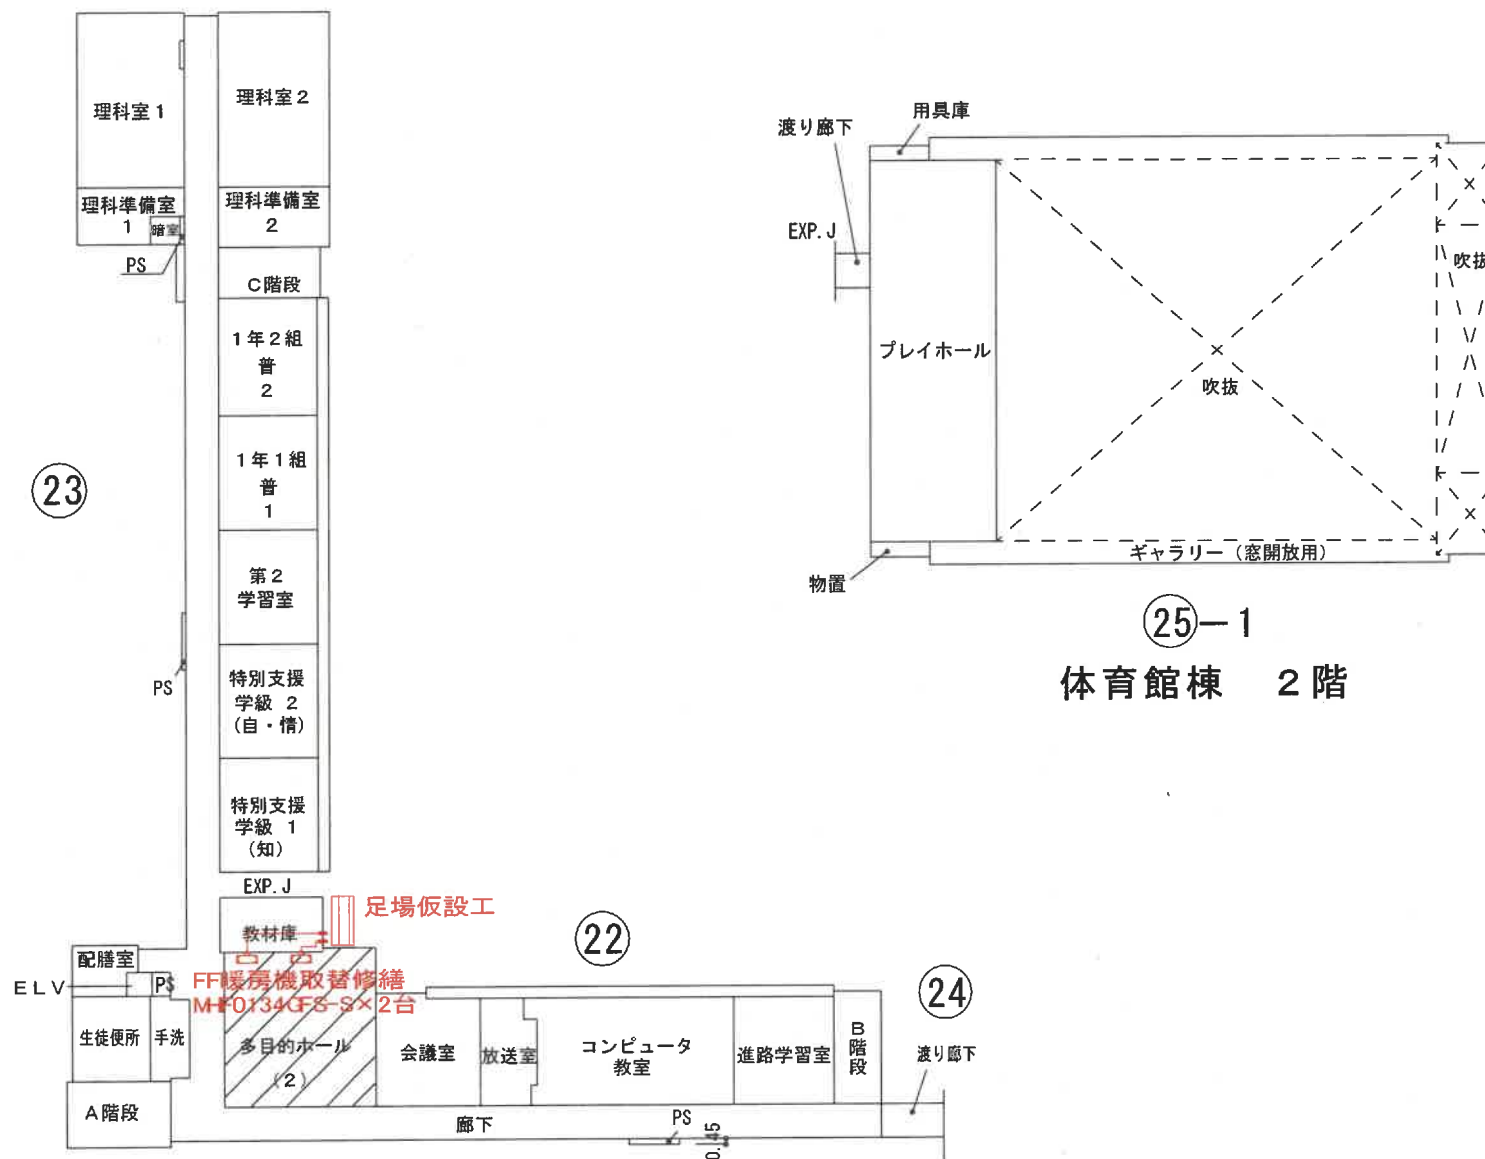 理科室1
理科室2
理科準備室
1
暗室
理科準備室
2
PS
C階段
1年2組
普
2
1年1組
普
1
23
第2
学習室
PS
特別支援
学級 2
(自・情)
特別支援
学級 1
(知)
EXP.J
教材庫
足場仮設工
配膳室
ELV
PS
FF暖房機取替修繕
生徒便所
手洗
多目的ホール
(2)
A階段
22
会議室
放送室
コンピュータ
教室
進路学習室
B階段
24
渡り廊下
廊下
PS
0.45
用具庫
渡り廊下
EXP.J
プレイホール
吹抜
吹抜
ギャラリー(窓開放用)
物置
25-1
体育館棟 2階